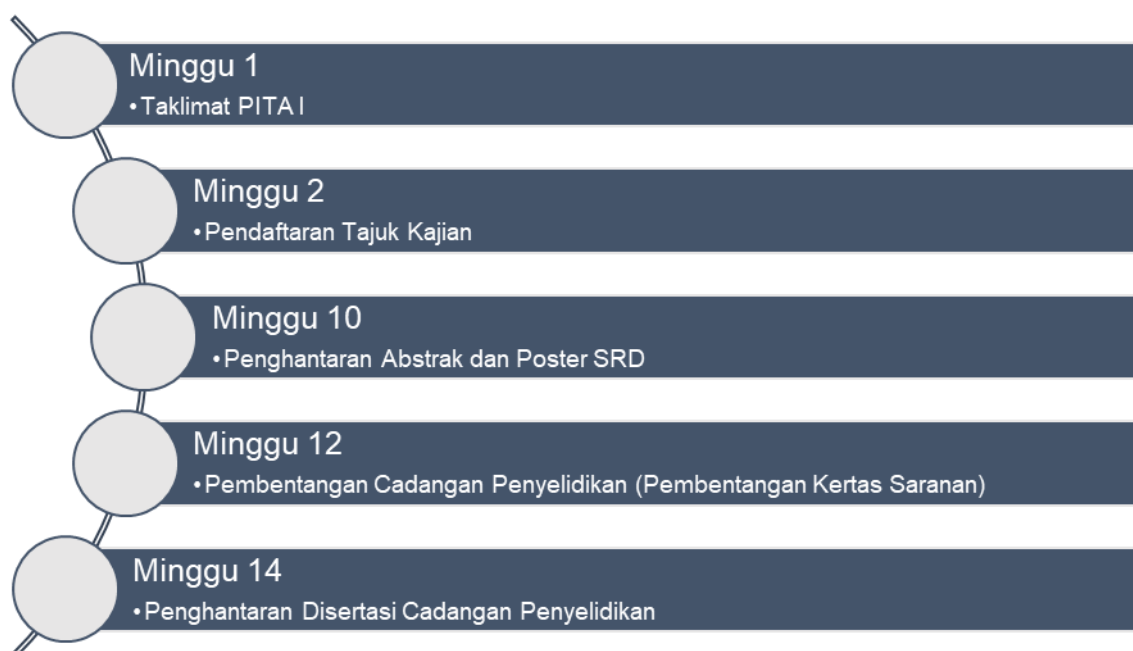 Minggu 1
•Taklimat PITA I
Minggu 2
•Pendaftaran Tajuk Kajian
Minggu 10
•Penghantaran Abstrak dan Poster SRD
Minggu 12
•Pembentangan Cadangan Penyelidikan (Pembentangan Kertas Saranan)
Minggu 14
•Penghantaran Disertasi Cadangan Penyelidikan